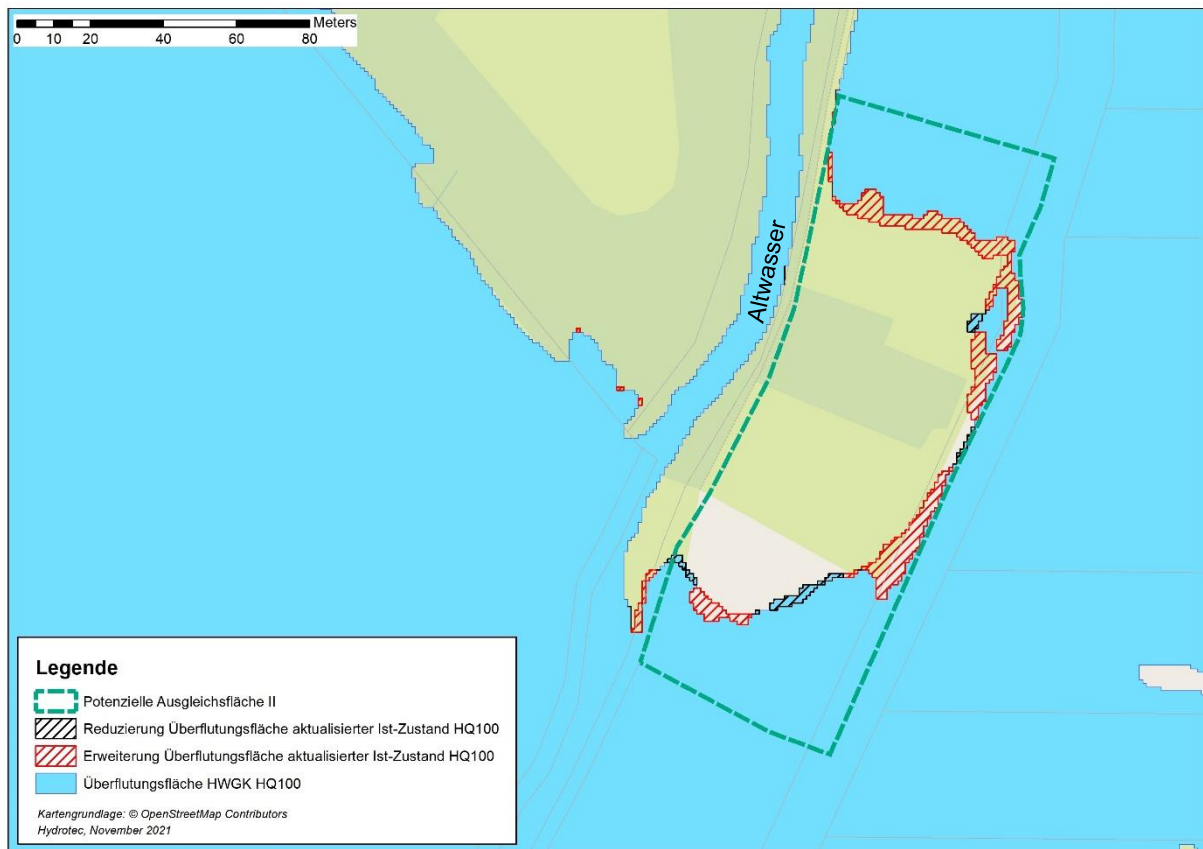 Meters
0 10 20 40 60 80
Altwasser
Legende
Potenzielle Ausgleichsfläche II
Reduzierung Überflutungsfläche aktualisierter Ist-Zustand HQ100
Erweiterung Überflutungsfläche aktualisierter Ist-Zustand HQ100
Überflutungsfläche HWGK HQ100
Kartengrundlage: © OpenStreetMap Contributors
Hydrotec, November 2021